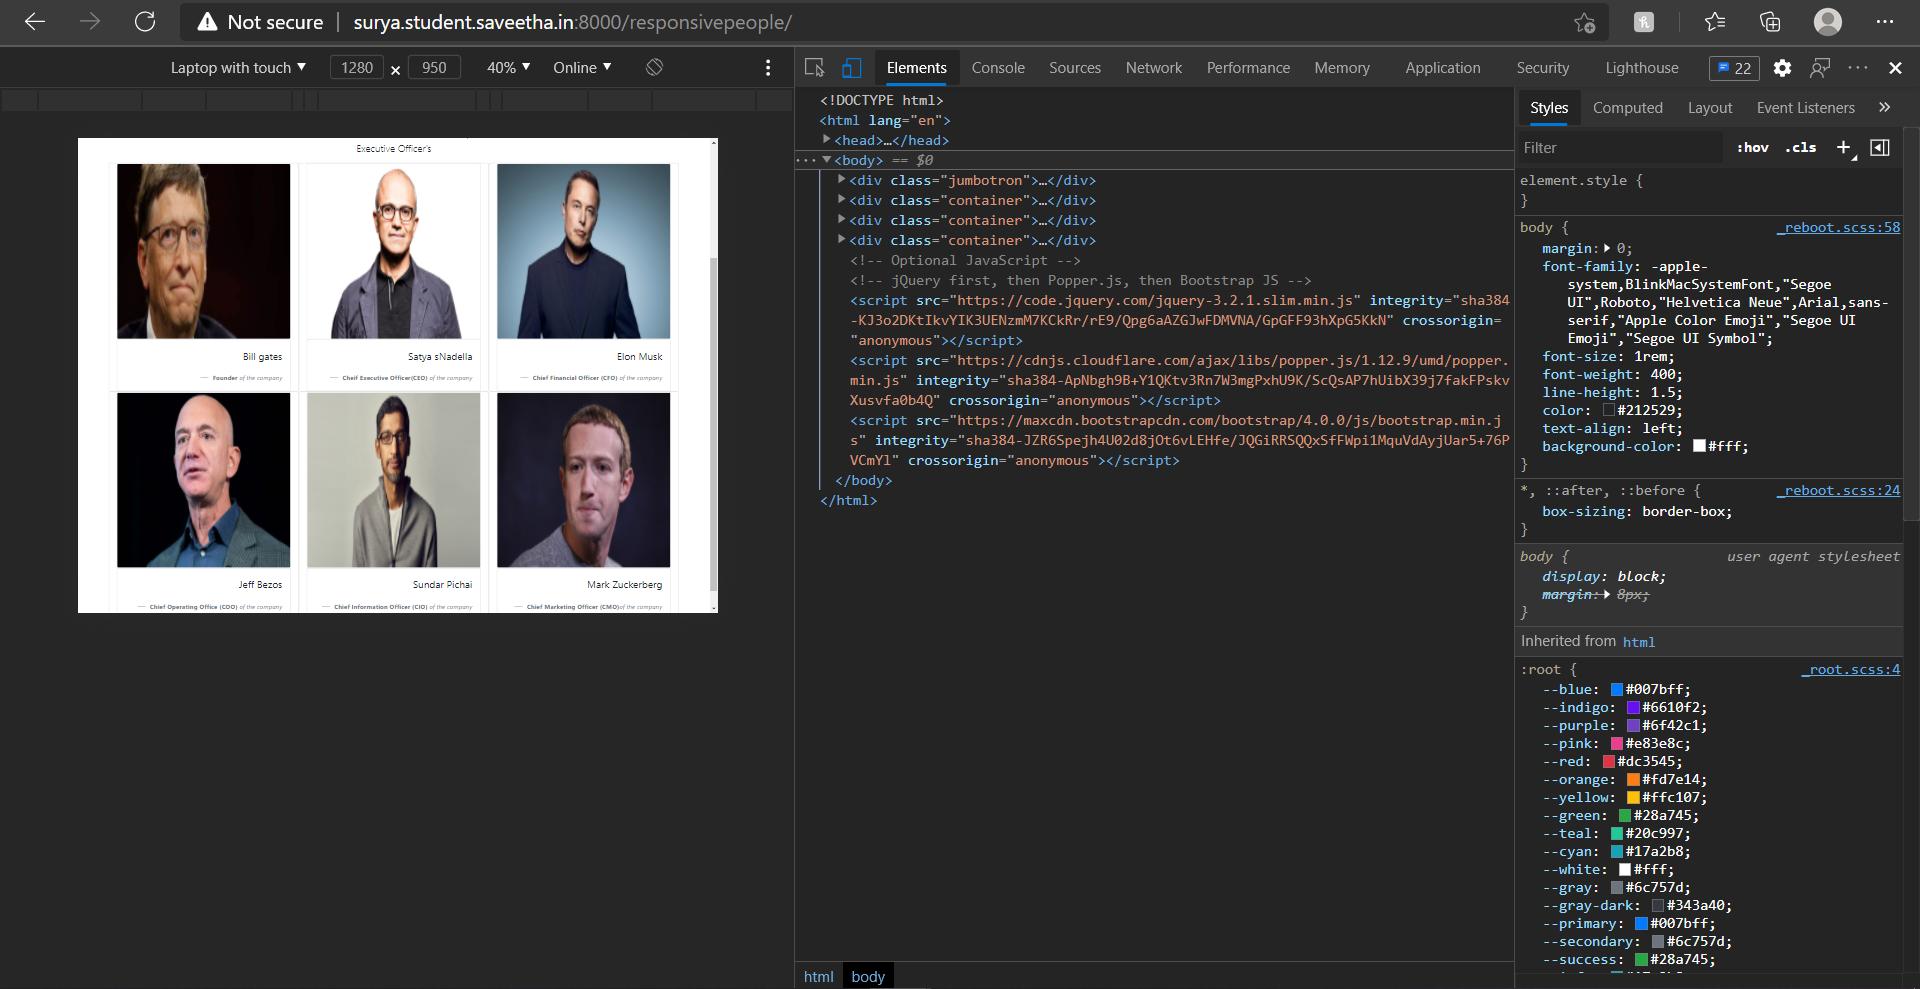 Not secure | surya.student.saveetha.in:8000/responsivepeople/
Laptop with touch 1280 x 950 40% Online
Executive Officer's
Bill gates Satya sNadella Elon Musk
— Founder of the company — Cheif Executive Officer(CEO) of the company — Chief Financial Officer (CFO) of the company
Jeff Bezos Sundar Pichai Mark Zuckerberg
— Chief Operating Office (COO) of the company — Chief Information Officer (CIO) of the company — Chief Marketing Officer (CMO)of the company
Elements Console Sources Network Performance Memory Application Security Lighthouse 22
<!DOCTYPE html>
<html lang="en">
<head>…</head>
<body> == $0
<div class="jumbotron">…</div>
<div class="container">…</div>
<div class="container">…</div>
<div class="container">…</div>
<!-- Optional JavaScript -->
<!-- jQuery first, then Popper.js, then Bootstrap JS -->
<script src="https://code.jquery.com/jquery-3.2.1.slim.min.js" integrity="sha384
-KJ3o2DKtIkvYIK3UENzmM7KCkRr/rE9/Qpg6aAZGJwFDMVNA/GpGFF93hXpG5KkN" crossorigin=
"anonymous"></script>
<script src="https://cdnjs.cloudflare.com/ajax/libs/popper.js/1.12.9/umd/popper.
min.js" integrity="sha384-ApNbgh9B+Y1QKtv3Rn7W3mgPxhU9K/ScQsAP7hUibX39j7fakFPskv
Xusvfa0b4Q" crossorigin="anonymous"></script>
<script src="https://maxcdn.bootstrapcdn.com/bootstrap/4.0.0/js/bootstrap.min.j
s" integrity="sha384-JZR6Spejh4U02d8jOt6vLEHfe/JQGiRRSQQxSfFWpi1MquVdAyjUar5+76P
VCmYl" crossorigin="anonymous"></script>
</body>
</html>
html body
Styles Computed Layout Event Listeners »
Filter :hov .cls +
element.style {
}
body { _reboot.scss:58
margin: 0;
font-family: -apple-
system,BlinkMacSystemFont,"Segoe
UI",Roboto,"Helvetica Neue",Arial,sans-
serif,"Apple Color Emoji","Segoe UI
Emoji","Segoe UI Symbol";
font-size: 1rem;
font-weight: 400;
line-height: 1.5;
color: #212529;
text-align: left;
background-color: #fff;
}
*, ::after, ::before { _reboot.scss:24
box-sizing: border-box;
}
body { user agent stylesheet
display: block;
margin: 8px;
}
Inherited from html
:root { _root.scss:4
--blue: #007bff;
--indigo: #6610f2;
--purple: #6f42c1;
--pink: #e83e8c;
--red: #dc3545;
--orange: #fd7e14;
--yellow: #ffc107;
--green: #28a745;
--teal: #20c997;
--cyan: #17a2b8;
--white: #fff;
--gray: #6c757d;
--gray-dark: #343a40;
--primary: #007bff;
--secondary: #6c757d;
--success: #28a745;